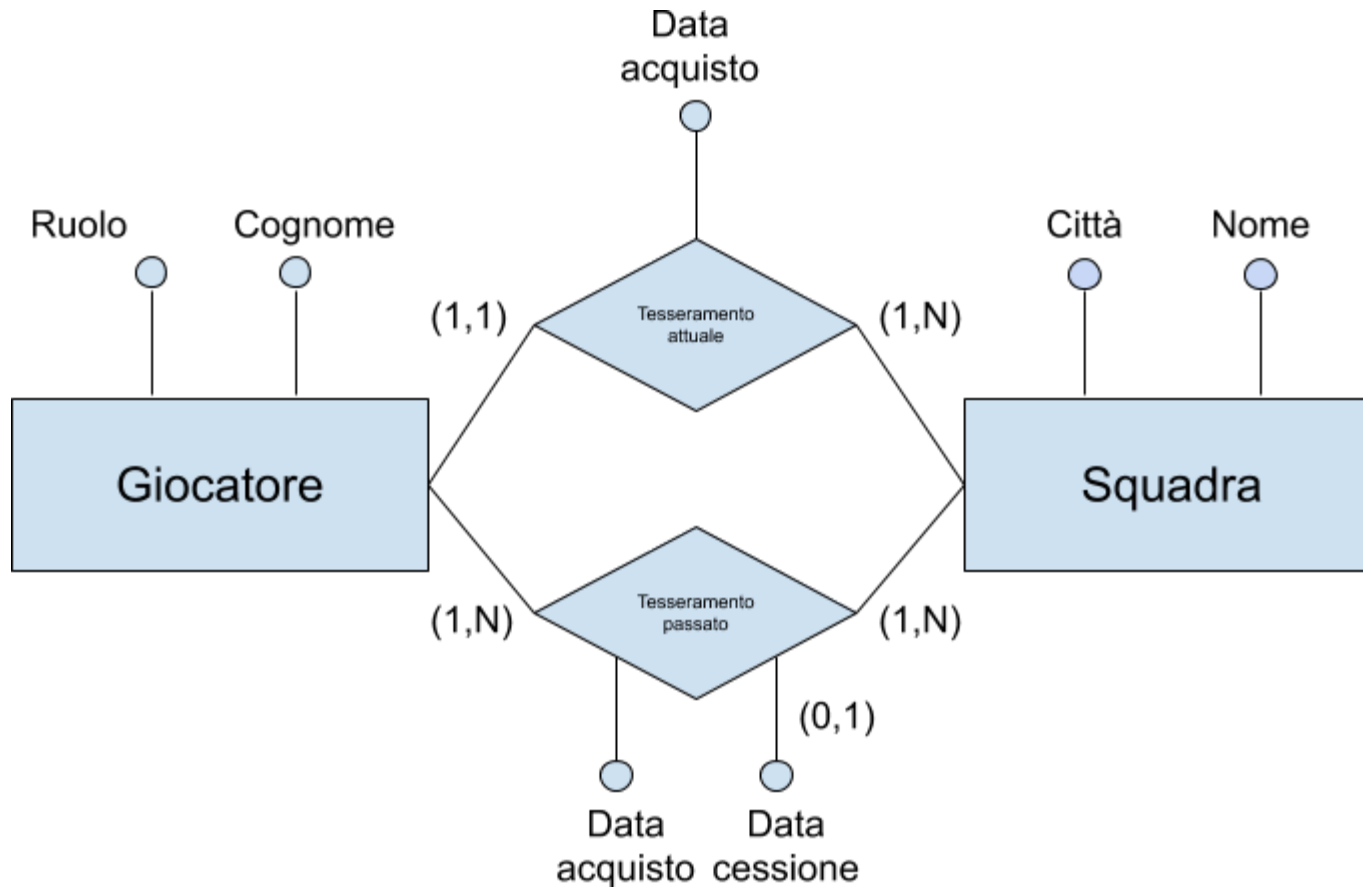 Data
acquisto
Ruolo
Cognome
Città
Nome
(1,1)
Tesseramento
attuale
(1,N)
Giocatore
Squadra
(1,N)
Tesseramento
passato
(1,N)
(0,1)
Data
acquisto
Data
cessione